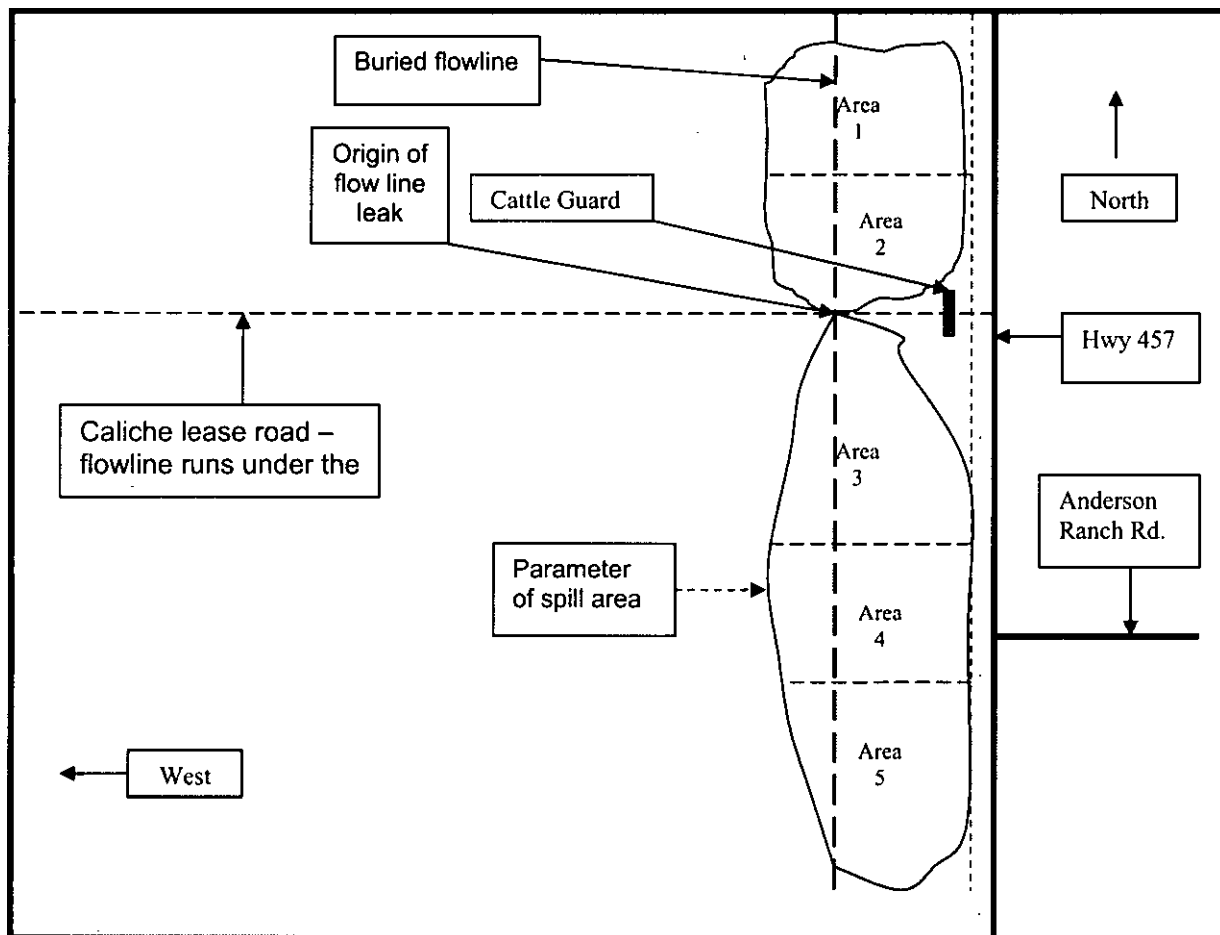 Buried flowline
Area
1
Origin of
flow line
leak
Cattle Guard
North
Area
2
Hwy 457
Caliche lease road –
flowline runs under the
Area
3
Anderson
Ranch Rd.
Parameter
of spill area
Area
4
West
Area
5